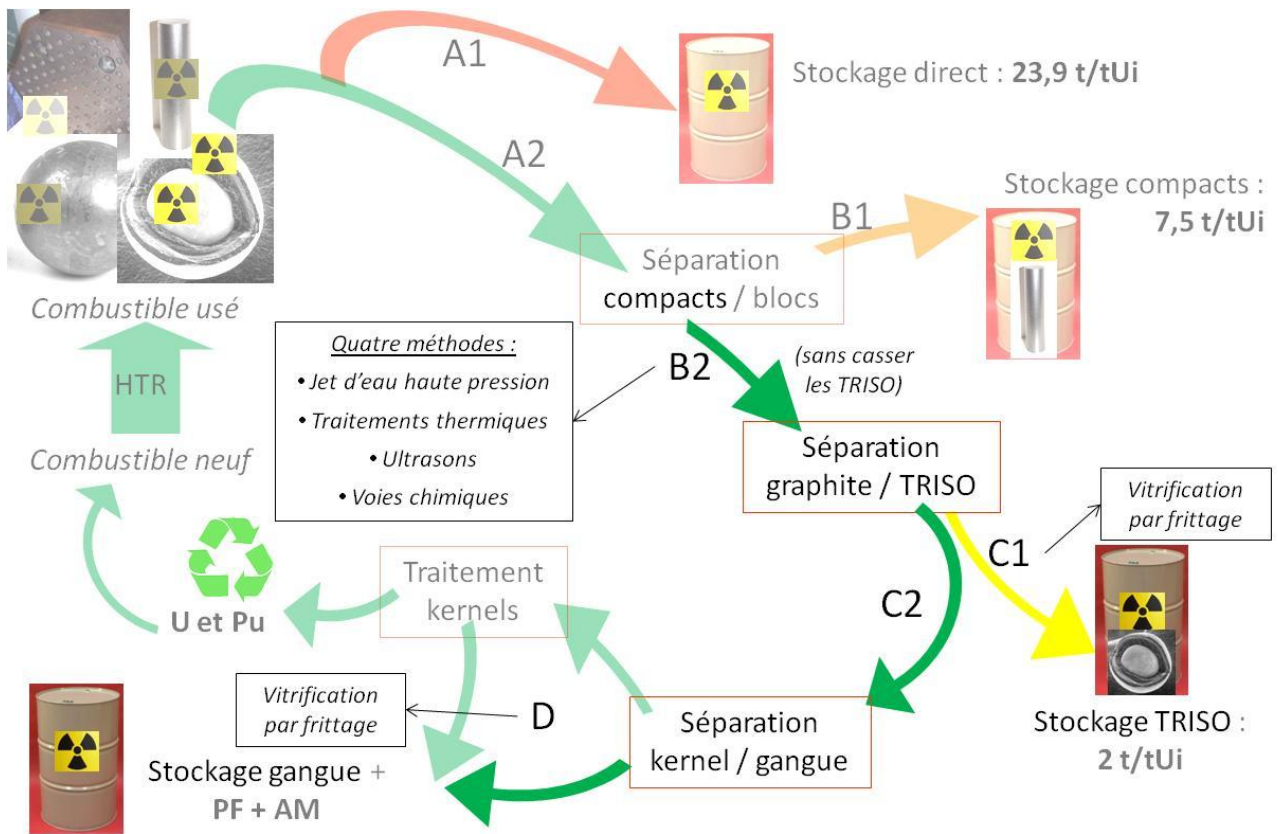 A1
Stockage direct : 23,9 t/tUi
A2
Stockage compacts :
7,5 t/tUi
B1
Séparation
compacts / blocs
Combustible usé
Quatre méthodes :
• Jet d'eau haute pression
• Traitements thermiques
• Ultrasons
• Voies chimiques
B2
(sans casser
les TRISO)
HTR
Combustible neuf
Séparation
graphite / TRISO
Vitrification
par frittage
C1
C2
Traitement
kernels
U et Pu
Vitrification
par frittage
D
Séparation
kernel / gangue
Stockage TRISO :
2 t/tUi
Stockage gangue +
PF + AM